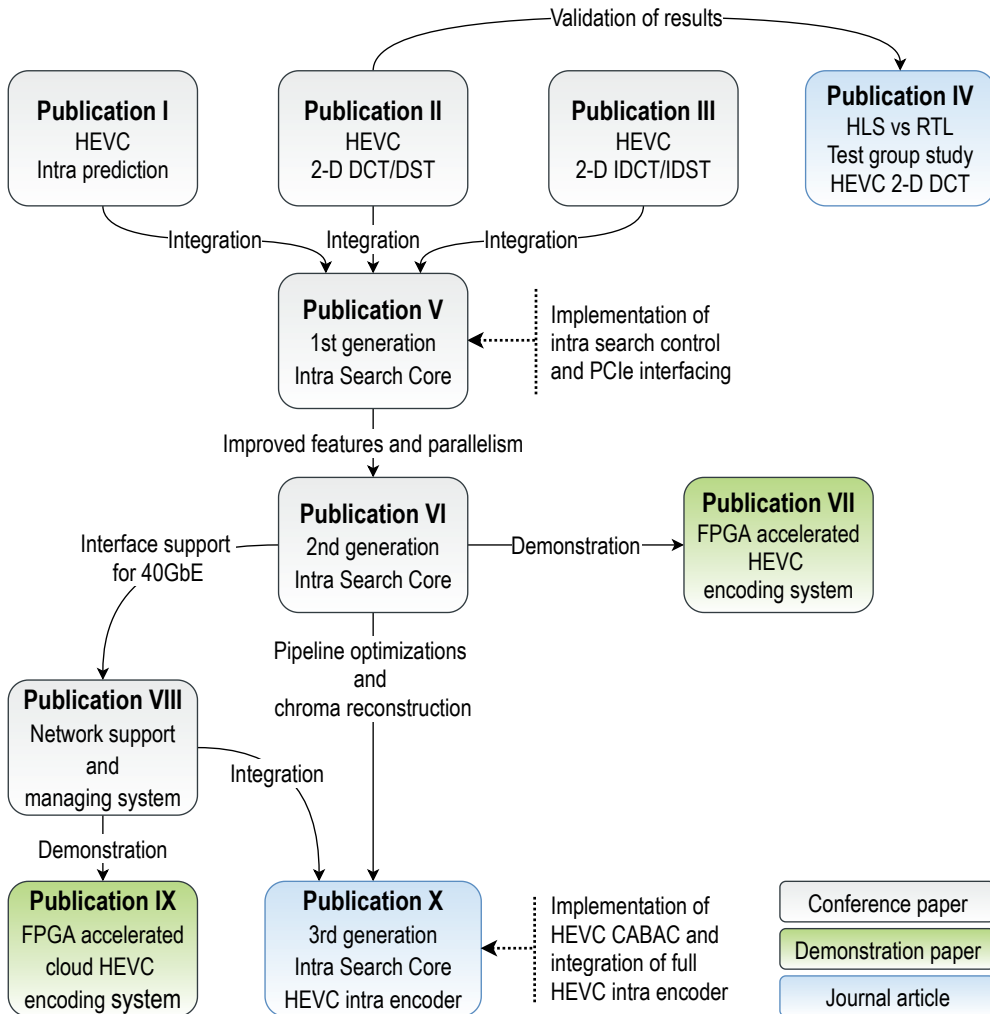 Validation of results
Publication I
HEVC
Intra prediction
Publication II
HEVC
2-D DCT/DST
Publication III
HEVC
2-D IDCT/IDST
Publication IV
HLS vs RTL
Test group study
HEVC 2-D DCT
Integration
Integration
Integration
Publication V
1st generation
Intra Search Core
Implementation of
intra search control
and PCIe interfacing
Improved features and parallelism
Publication VI
2nd generation
Intra Search Core
Demonstration
Publication VII
FPGA accelerated
HEVC
encoding system
Interface support
for 40GbE
Pipeline optimizations
and
chroma reconstruction
Publication VIII
Network support
and
managing system
Integration
Demonstration
Publication IX
FPGA accelerated
cloud HEVC
encoding system
Publication X
3rd generation
Intra Search Core
HEVC intra encoder
Implementation of
HEVC CABAC and
integration of full
HEVC intra encoder
Conference paper
Demonstration paper
Journal article